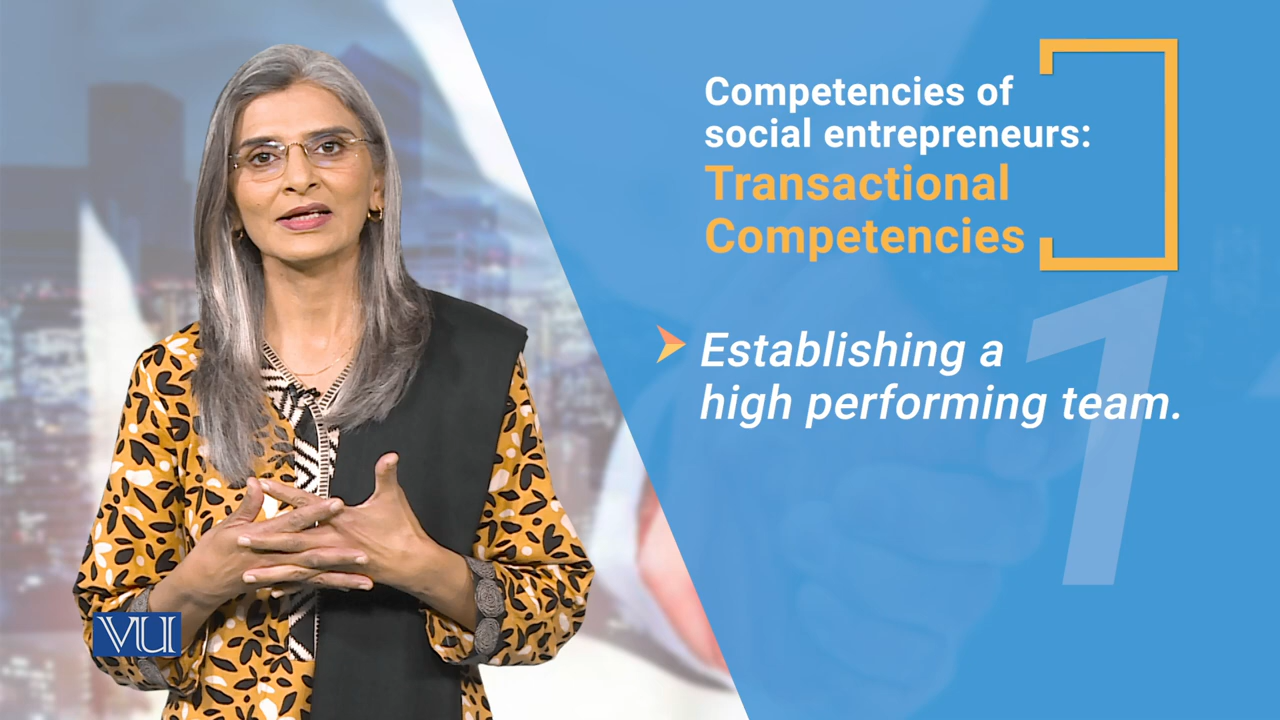 Competencies of
social entrepreneurs:
Transactional
Competencies
1
Establishing a
high performing team.
VU